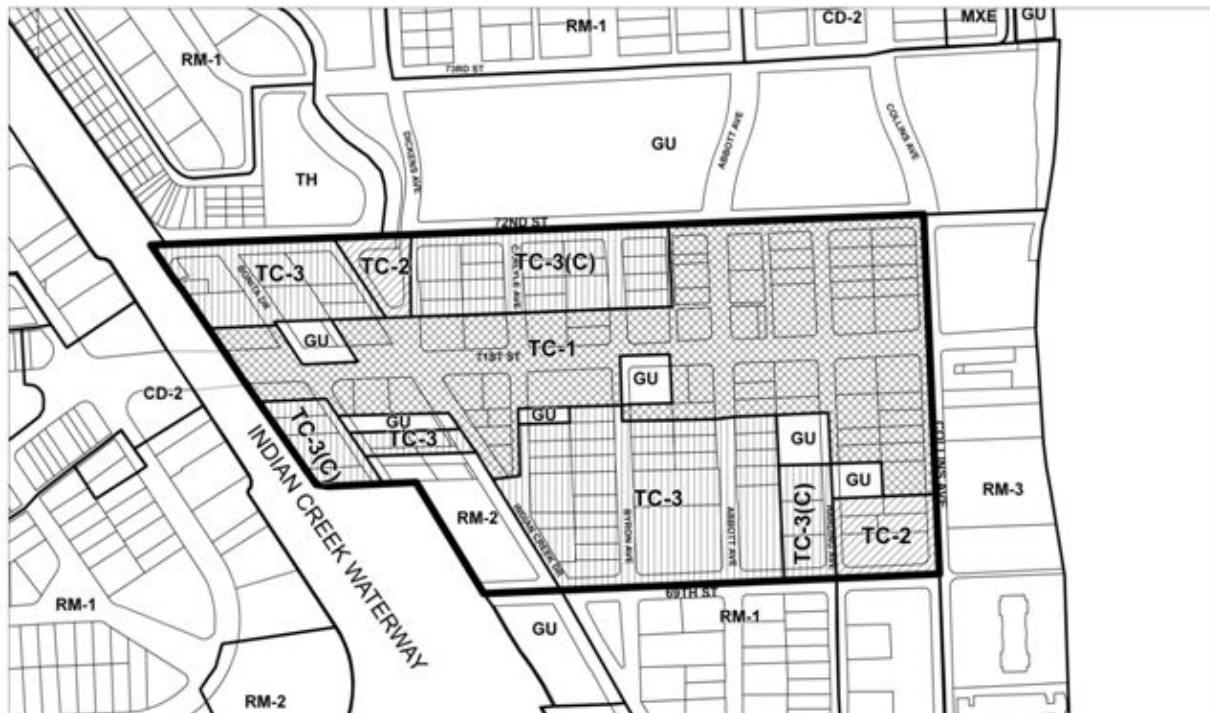 RM-1
CD-2
MXE
GU
RM-1
73RD ST
DICKENS AVE
GU
ABBOTT AVE
COLLINS AVE
TH
72ND ST
TC-3
TC-2
TC-3(C)
BONITA DR
CARLYLE AVE
GU
71ST ST
TC-1
GU
CD-2
GU
GU
TC-3(C)
TC-3
GU
COLLINS AVE
INDIAN CREEK WATERWAY
GU
RM-3
TC-3
RM-2
INDIAN CREEK DR
BYRON AVE
ABBOTT AVE
TC-3(C)
HARDING AVE
TC-2
69TH ST
RM-1
RM-1
GU
RM-2